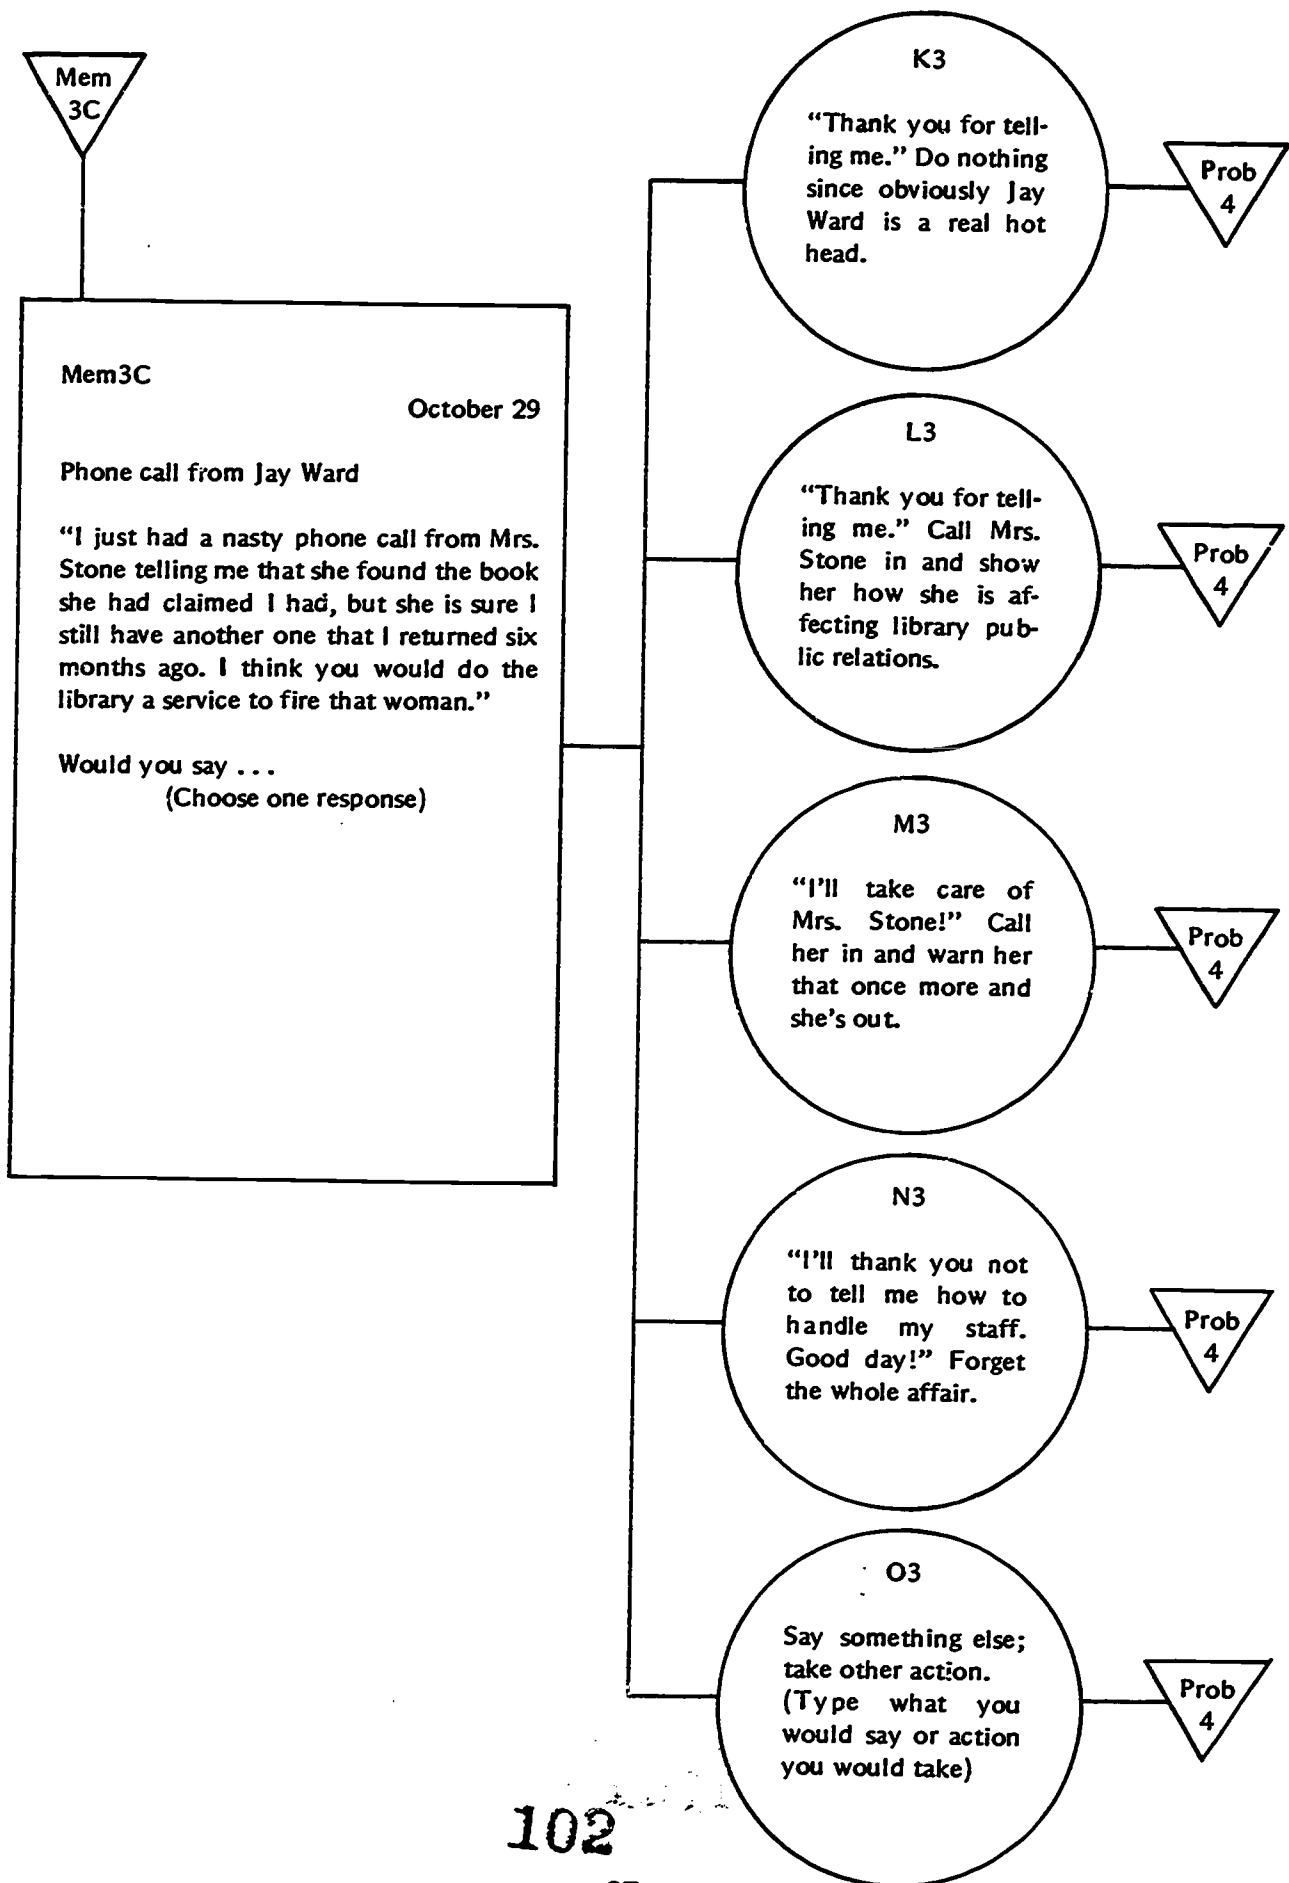 Mem
3C
Mem3C
October 29
Phone call from Jay Ward
“I just had a nasty phone call from Mrs.
Stone telling me that she found the book
she had claimed I had, but she is sure I
still have another one that I returned six
months ago. I think you would do the
library a service to fire that woman.”
Would you say ...
(Choose one response)
K3
“Thank you for tell-
ing me.” Do nothing
since obviously Jay
Ward is a real hot
head.
Prob
4
L3
“Thank you for tell-
ing me.” Call Mrs.
Stone in and show
her how she is af-
fecting library pub-
lic relations.
Prob
4
M3
“I’ll take care of
Mrs. Stone!” Call
her in and warn her
that once more and
she’s out.
Prob
4
N3
“I’ll thank you not
to tell me how to
handle my staff.
Good day!” Forget
the whole affair.
Prob
4
O3
Say something else;
take other action.
(Type what you
would say or action
you would take)
Prob
4
102